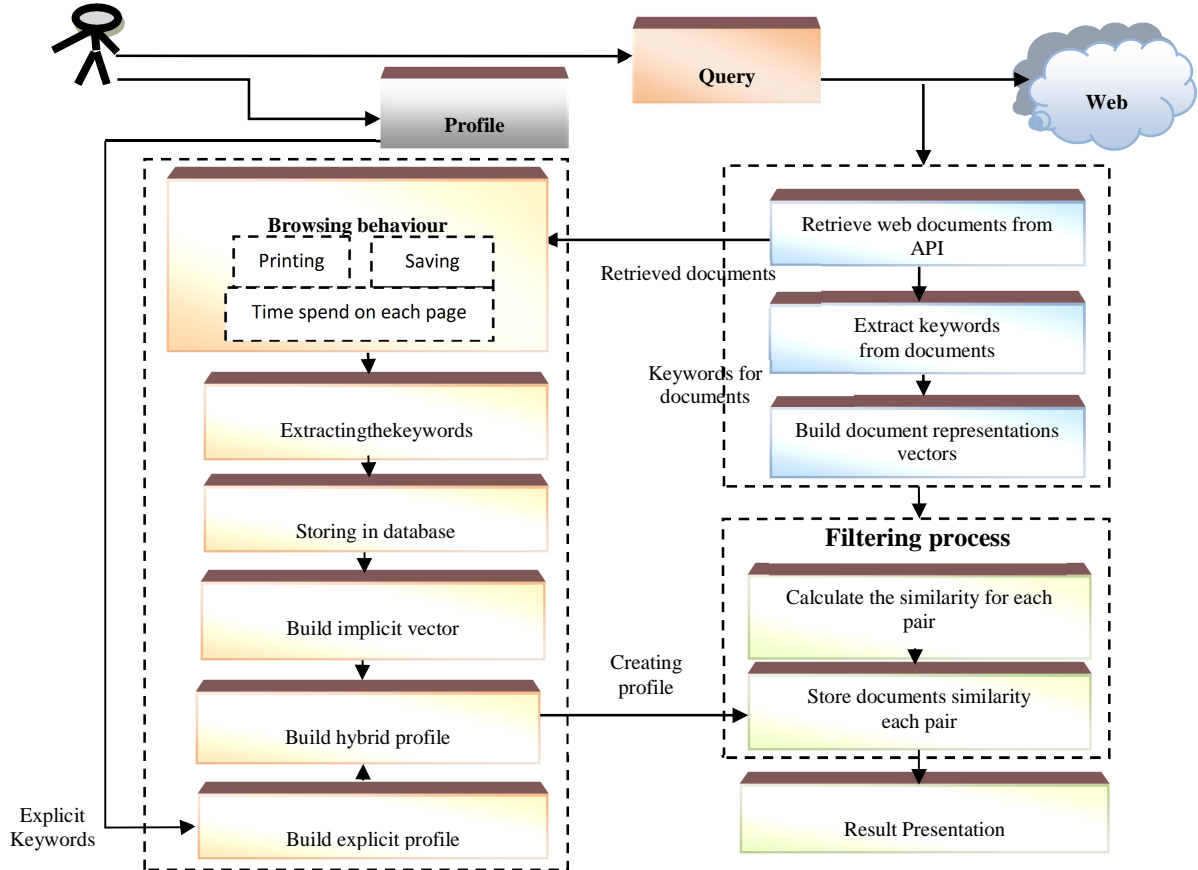 Query
Web
Profile
Browsing behaviour
Printing
Saving
Time spend on each page
Extractingthekeywords
Storing in database
Build implicit vector
Build hybrid profile
Build explicit profile
Explicit
Keywords
Retrieve web documents from
API
Retrieved documents
Extract keywords
from documents
Keywords for
documents
Build document representations
vectors
Filtering process
Calculate the similarity for each
pair
Creating
profile
Store documents similarity
each pair
Result Presentation